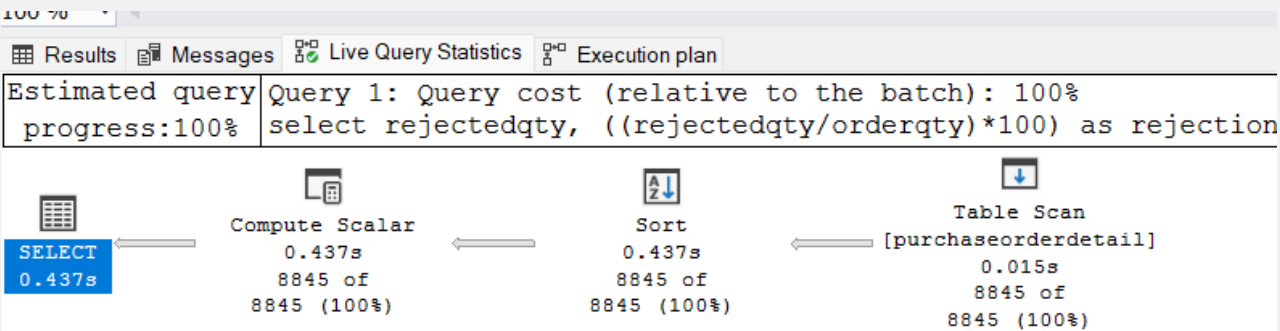 100 %
Results Messages Live Query Statistics Execution plan
Estimated query
progress:100%
Query 1: Query cost (relative to the batch): 100%
select rejectedqty, ((rejectedqty/orderqty)*100) as rejection
SELECT
0.437s
Compute Scalar
0.437s
8845 of
8845 (100%)
Sort
0.437s
8845 of
8845 (100%)
Table Scan
[purchaseorderdetail]
0.015s
8845 of
8845 (100%)